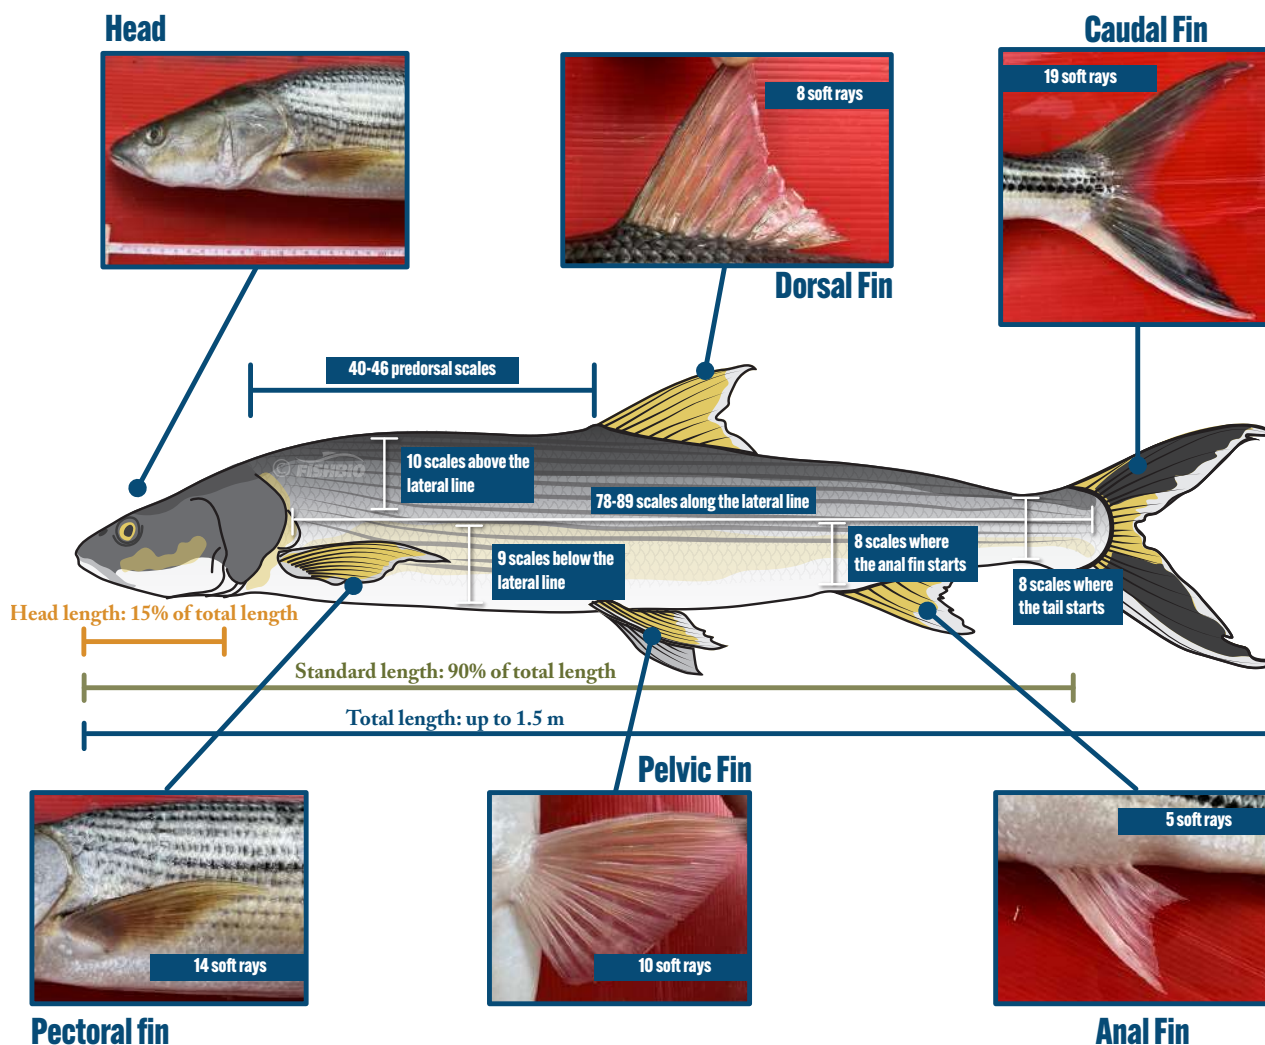 Head
Caudal Fin
19 soft rays
8 soft rays
Dorsal Fin
40-46 predorsal scales
© FISHBIO
10 scales above the
lateral line
78-89 scales along the lateral line
9 scales below the
lateral line
8 scales where
the anal fin starts
8 scales where
the tail starts
Head length: 15% of total length
Standard length: 90% of total length
Total length: up to 1.5 m
Pelvic Fin
5 soft rays
14 soft rays
10 soft rays
Pectoral fin
Anal Fin